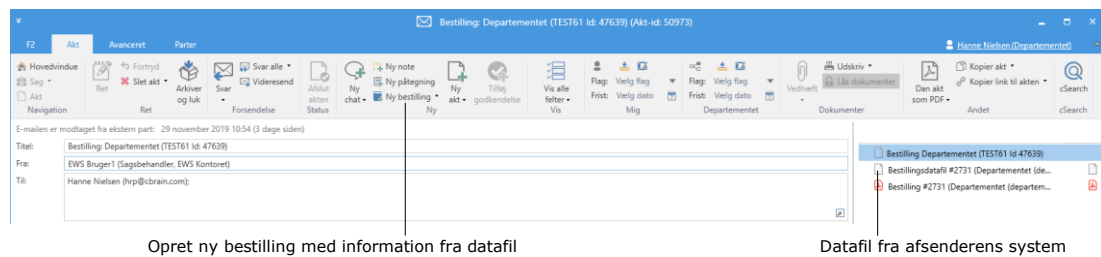 Bestilling: Departementet (TEST61 Id: 47639) (Akt-id: 50973)
F2 Akt Avanceret Parter Hanne Nielsen (Departementet)
Hovedvindue
Sag
Akt
Navigation
Ret
Fortryd
Slet akt
Arkiver og luk
Ret
Svar
Svar alle
Videresend
Forsendelse
Afslut akten
Status
Ny chat
Ny note
Ny påtegning
Ny bestilling
Ny akt
Tilføj godkendelse
Ny
Vis alle felter
Vis
Flag: Vælg flag
Frist: Vælg dato
Mig
Flag: Vælg flag
Frist: Vælg dato
Departementet
Vedhæft
Udskriv
Lås dokumenter
Dokumenter
Dan akt som PDF
Kopier akt
Kopier link til akten
Andet
cSearch
cSearch
E-mailen er modtaget fra ekstern part: 29 november 2019 10:54 (3 dage siden)
Titel: Bestilling: Departementet (TEST61 Id: 47639)
Fra: EWS Bruger1 (Sagsbehandler, EWS Kontoret)
Til: Hanne Nielsen (hrp@cbrain.com);
Bestilling Departementet (TEST61 Id 47639)
Bestillingsdatafil #2731 (Departementet (de...
Bestilling #2731 (Departementet (departem...
Opret ny bestilling med information fra datafil
Datafil fra afsenderens system